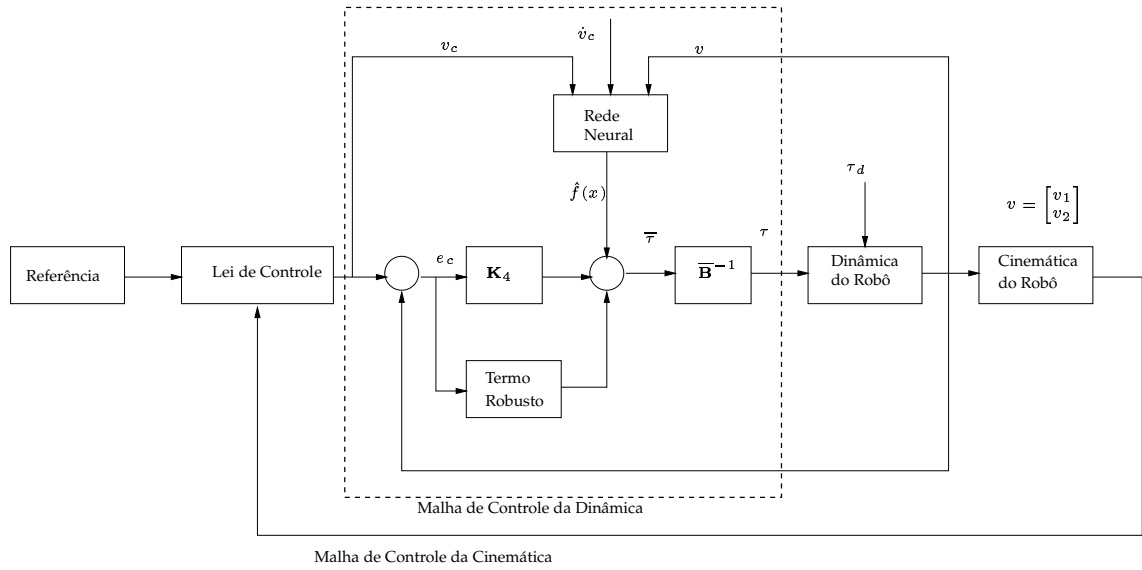 v_c
v̇_c
v
Rede
Neural
τ_d
f̂(x)
v = [v_1
v_2]
τ̅
τ
e_c
Referência
Lei de Controle
K_4
B̅^{-1}
Dinâmica
do Robô
Cinemática
do Robô
Termo
Robusto
Malha de Controle da Dinâmica
Malha de Controle da Cinemática